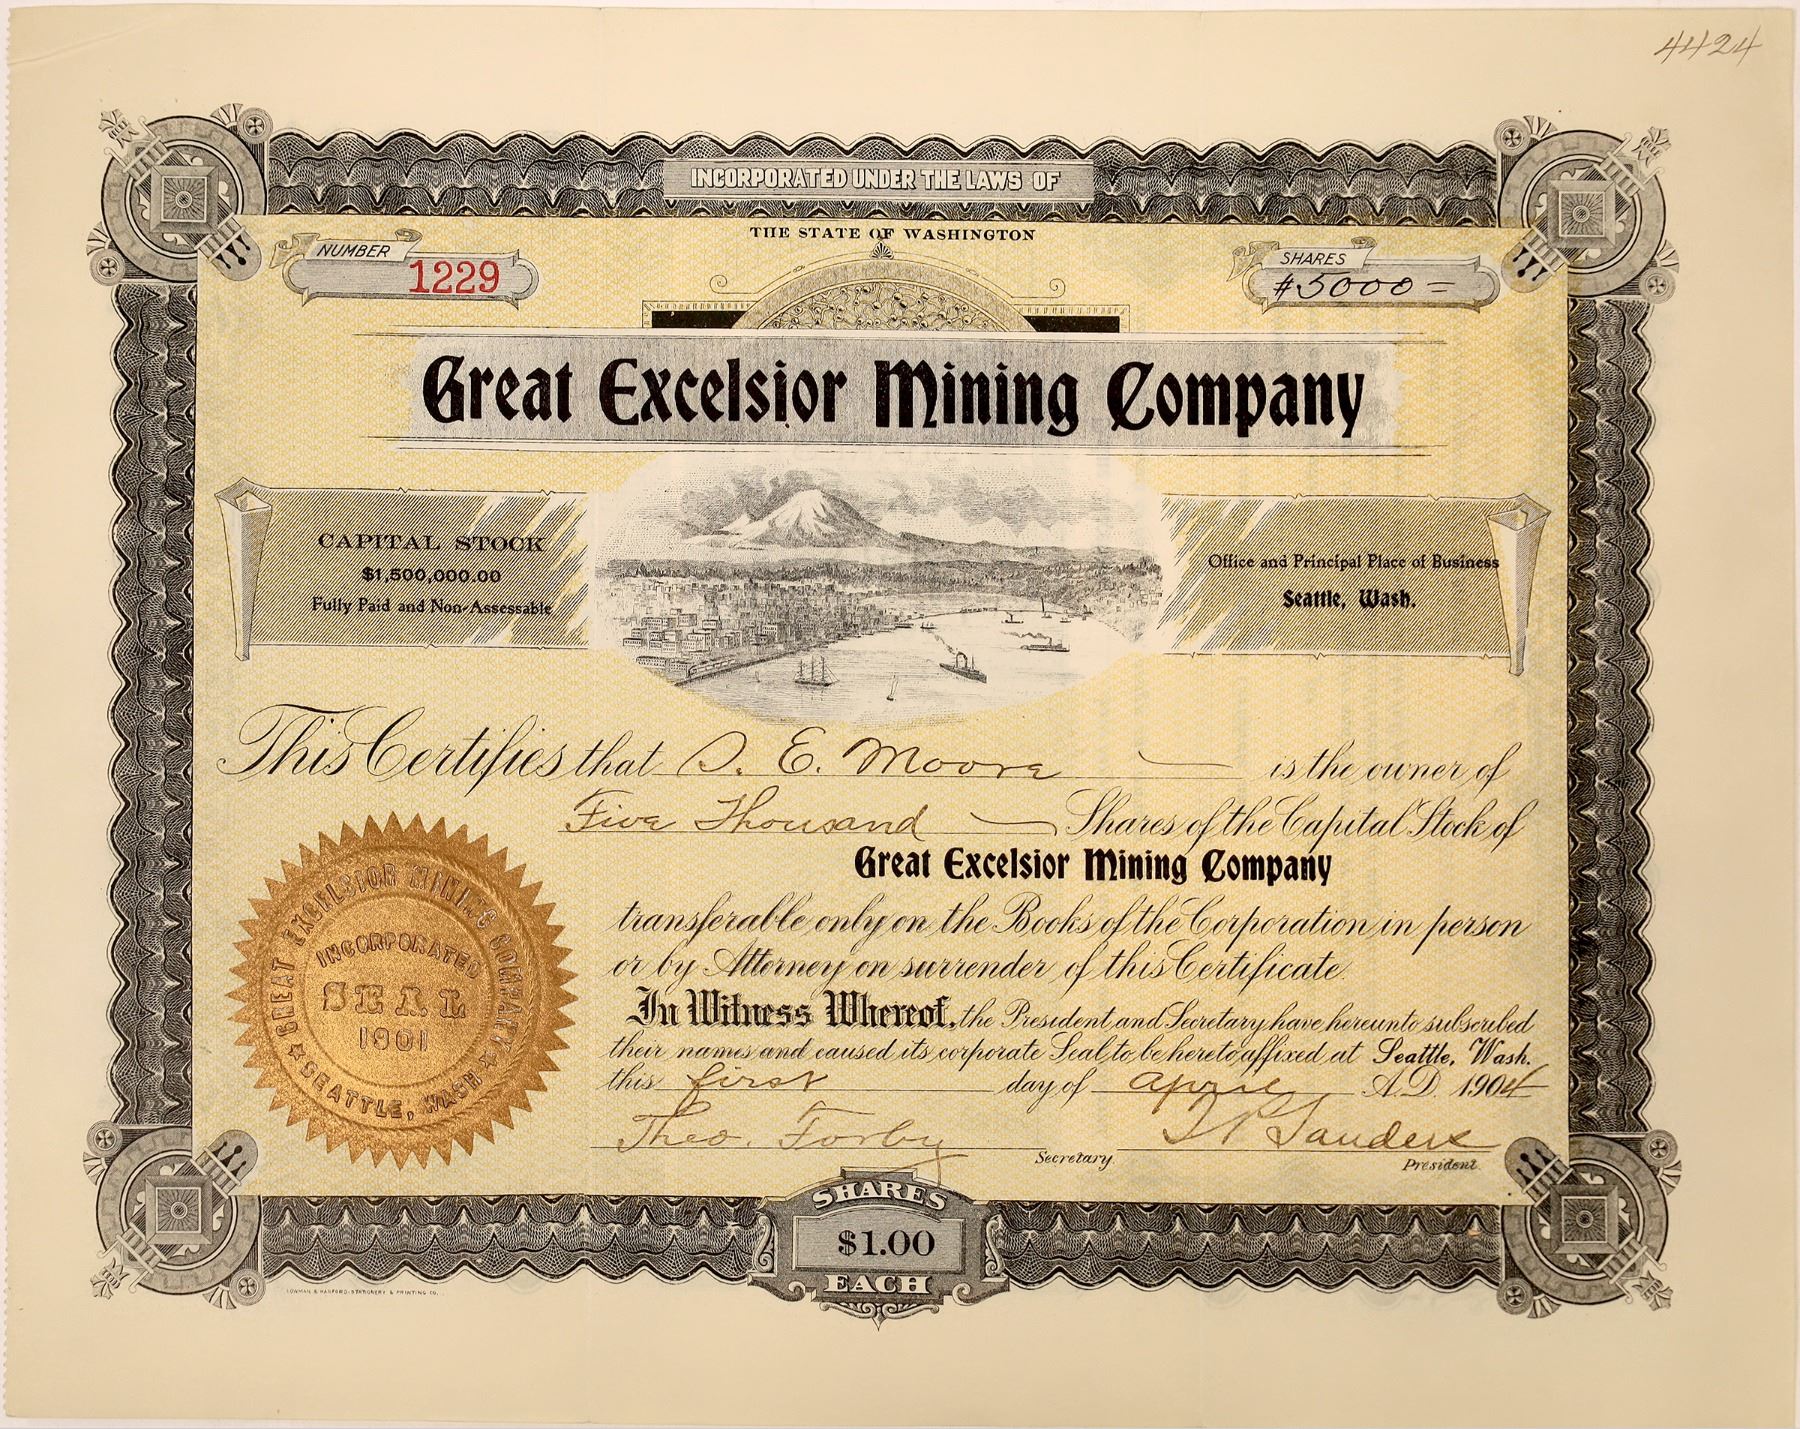 4424
INCORPORATED UNDER THE LAWS OF
THE STATE OF WASHINGTON
NUMBER
1229
SHARES
#5000=
Great Excelsior Mining Company
CAPITAL STOCK
$1,500,000.00
Fully Paid and Non-Assessable
Office and Principal Place of Business
Seattle, Wash.
This Certifies that S. E. Moore is the owner of
Five Thousand Shares of the Capital Stock of
Great Excelsior Mining Company
transferable only on the Books of the Corporation in person
or by Attorney on surrender of this Certificate.
In Witness Whereof, the President and Secretary have hereunto subscribed
their names and caused its corporate Seal to be hereto affixed at Seattle, Wash.
this first day of April A.D. 1904
Theo. Forby Secretary.
Sanders President.
GREAT EXCELSIOR MINING COMPANY
INCORPORATED
SEAL
1901
SEATTLE, WASH
SHARES
$1.00
EACH
LOWMAN & HANFORD STATIONERY & PRINTING CO.